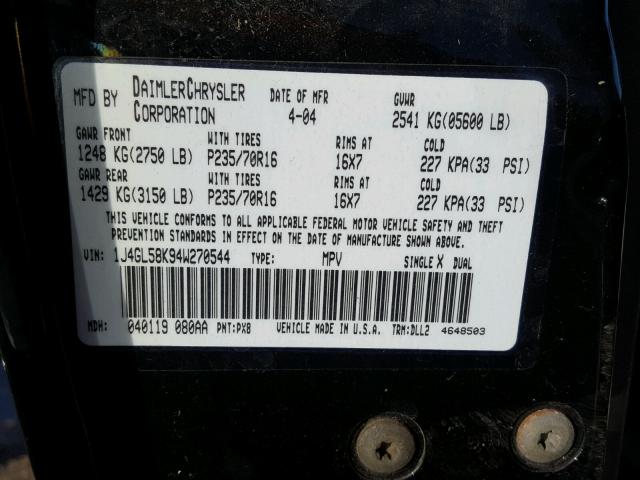 MFD BY DAIMLERCHRYSLER CORPORATION DATE OF MFR 4-04 GVWR 2541 KG(05600 LB)
GAWR FRONT WITH TIRES RIMS AT COLD
1248 KG(2750 LB) P235/70R16 16X7 227 KPA(33 PSI)
GAWR REAR WITH TIRES RIMS AT COLD
1429 KG(3150 LB) P235/70R16 16X7 227 KPA(33 PSI)
THIS VEHICLE CONFORMS TO ALL APPLICABLE FEDERAL MOTOR VEHICLE SAFETY AND THEFT
PREVENTION STANDARDS IN EFFECT ON THE DATE OF MANUFACTURE SHOWN ABOVE.
VIN: 1J4GL58K94W270544 TYPE: MPV SINGLE X DUAL
MDH: 040119 080AA PNT:PX8 VEHICLE MADE IN U.S.A. TRM:DLL2 4648503